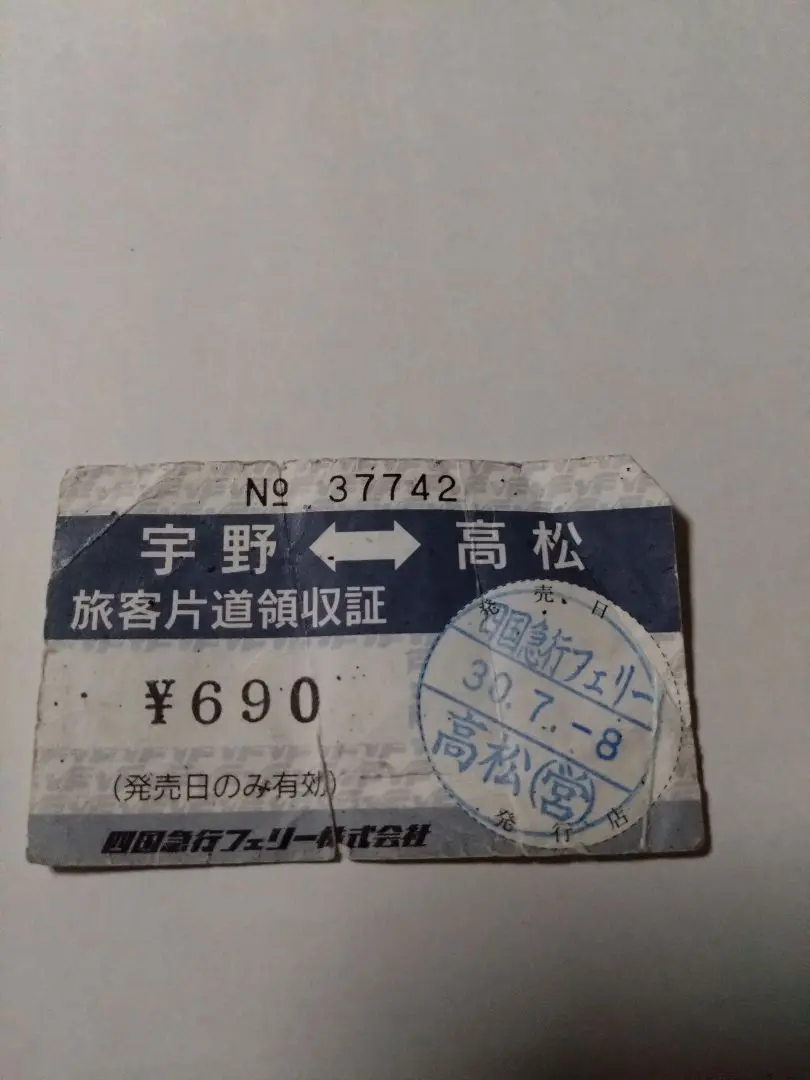 № 37742
宇野 ⇔ 高松
旅客片道領収証
¥690
(発売日のみ有効)
四国急行フェリー株式会社
発売日
四国急行フェリー
30.7.-8
高松営
発行店